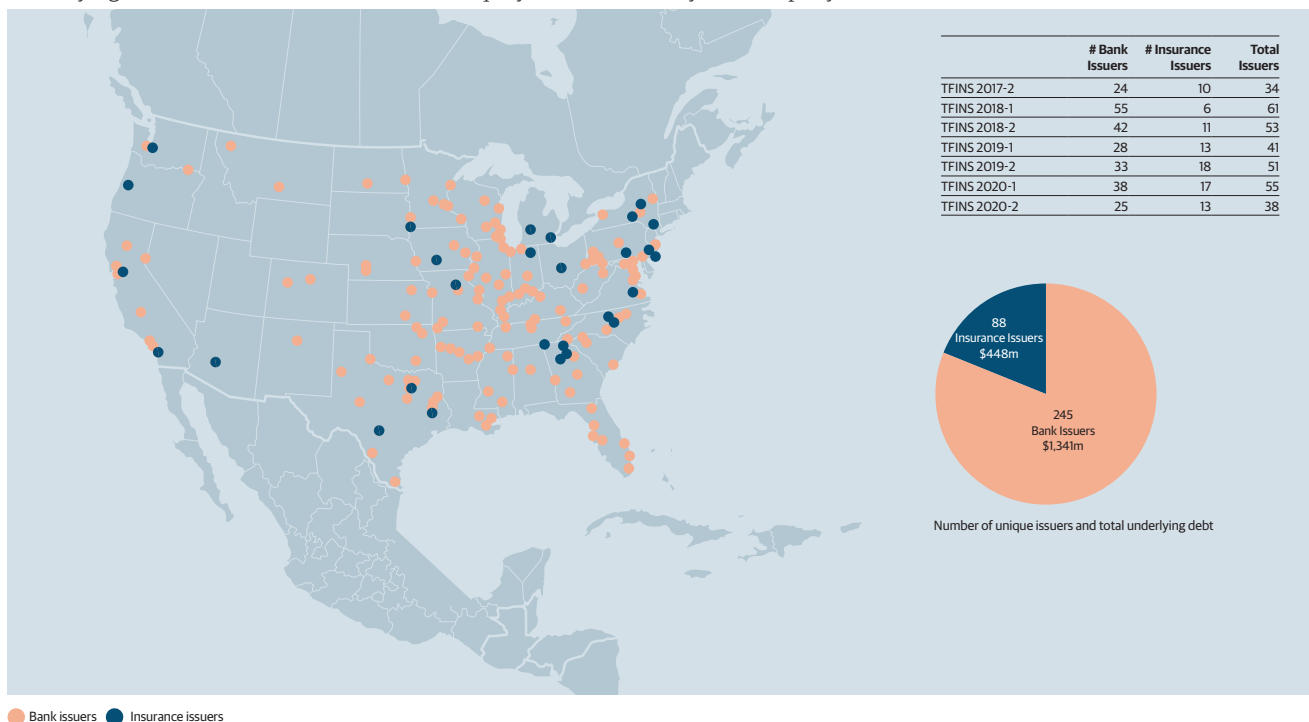 # Bank # Insurance Total
Issuers Issuers Issuers
TFINS 2017-2 24 10 34
TFINS 2018-1 55 6 61
TFINS 2018-2 42 11 53
TFINS 2019-1 28 13 41
TFINS 2019-2 33 18 51
TFINS 2020-1 38 17 55
TFINS 2020-2 25 13 38
88
Insurance Issuers
$448m
245
Bank Issuers
$1,341m
Number of unique issuers and total underlying debt
Bank issuers Insurance issuers